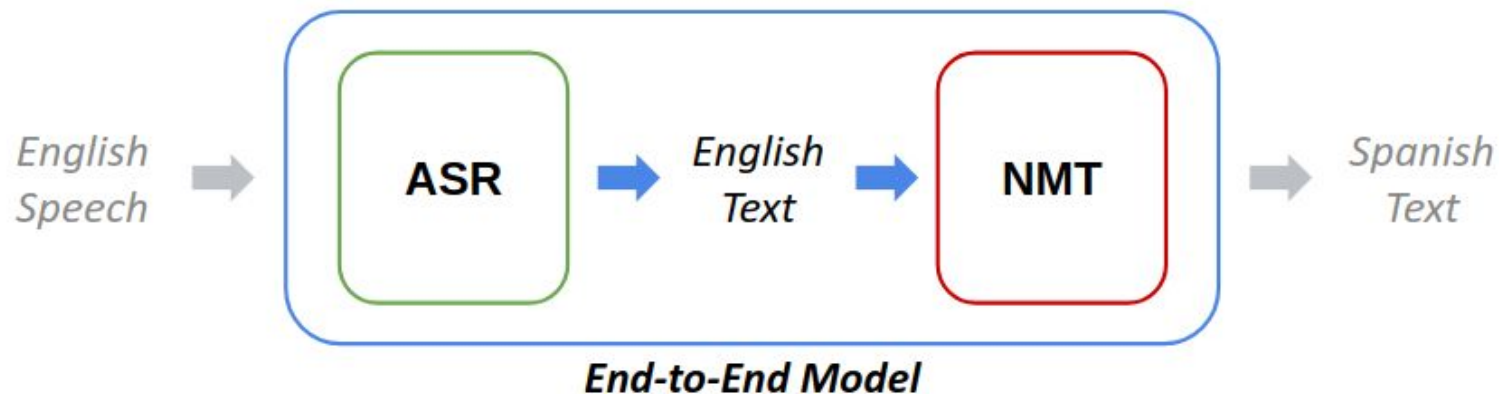 English
Speech
ASR
English
Text
NMT
Spanish
Text
End-to-End Model